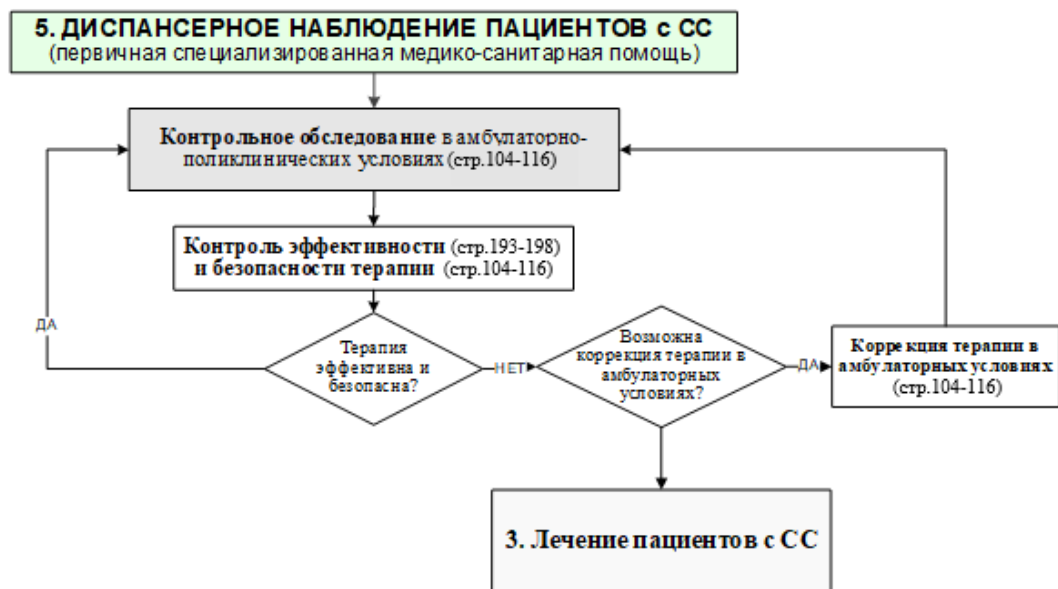 5. ДИСПАНСЕРНОЕ НАБЛЮДЕНИЕ ПАЦИЕНТОВ с СС
(первичная специализированная медико-санитарная помощь)
Контрольное обследование в амбулаторно-
поликлинических условиях (стр.104-116)
Контроль эффективности (стр.193-198)
и безопасности терапии (стр.104-116)
ДА
Терапия
эффективна и
безопасна?
НЕТ
Возможна
коррекция терапии в
амбулаторных
условиях?
ДА
Коррекция терапии в
амбулаторных условиях
(стр.104-116)
3. Лечение пациентов с СС